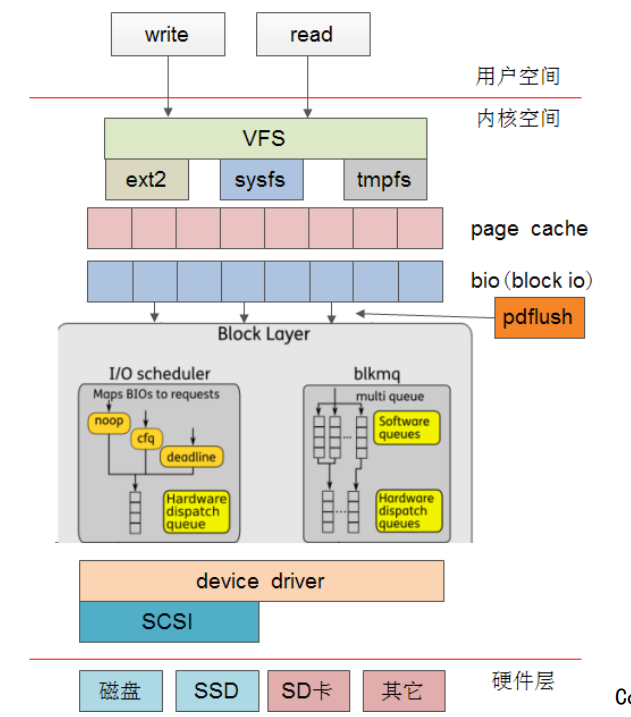 write
read
用户空间
内核空间
VFS
ext2
sysfs
tmpfs
page cache
bio(block io)
pdflush
Block Layer
I/O scheduler
Maps BIOs to requests
noop
cfq
deadline
Hardware
dispatch
queue
blkmq
multi queue
Software
queues
Hardware
dispatch
queues
device driver
SCSI
硬件层
磁盘
SSD
SD卡
其它